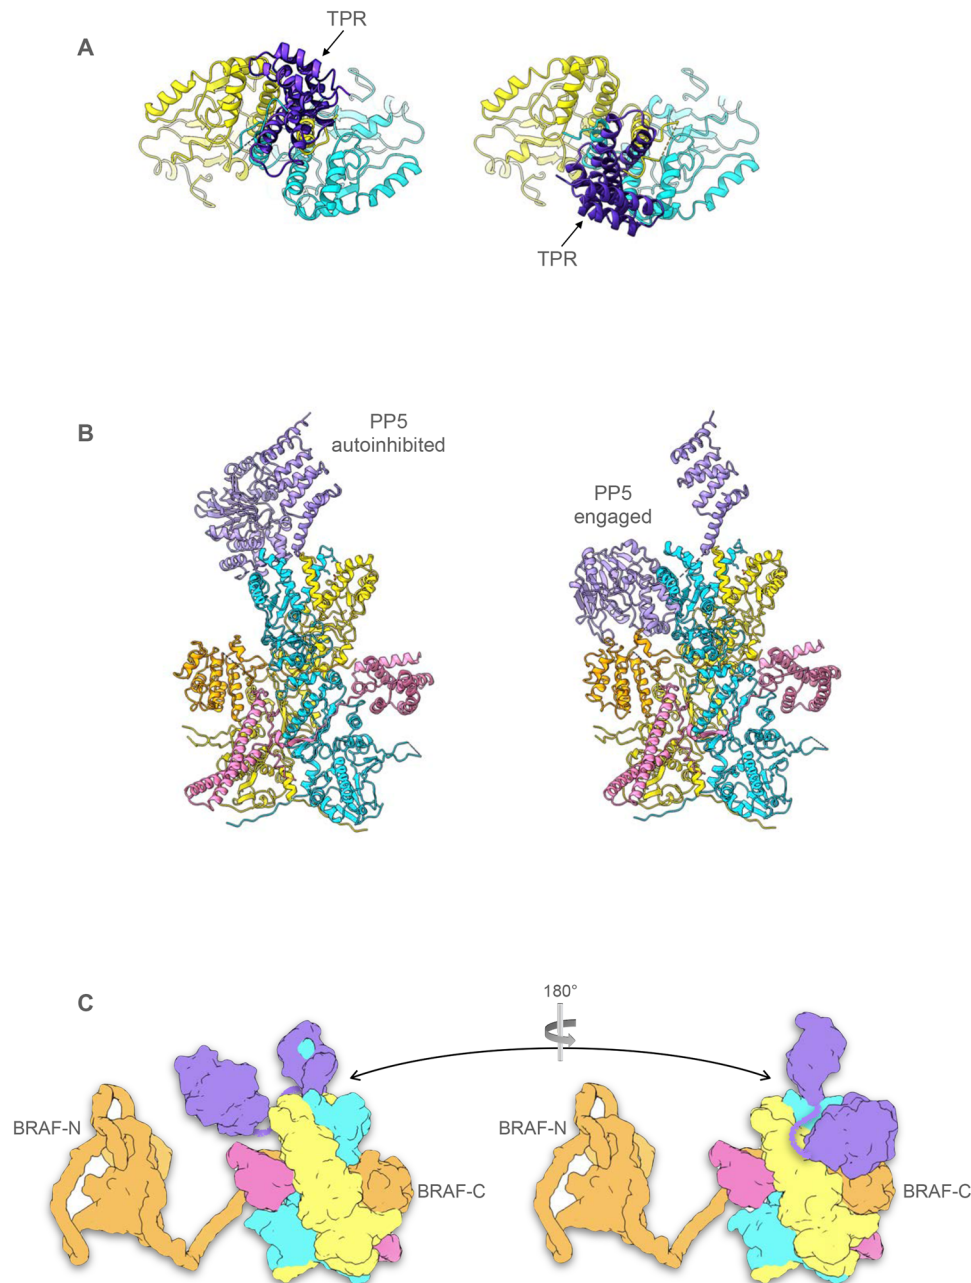 A
TPR
TPR
B
PP5
autoinhibited
PP5
engaged
C
180°
BRAF-N
BRAF-C
BRAF-N
BRAF-C